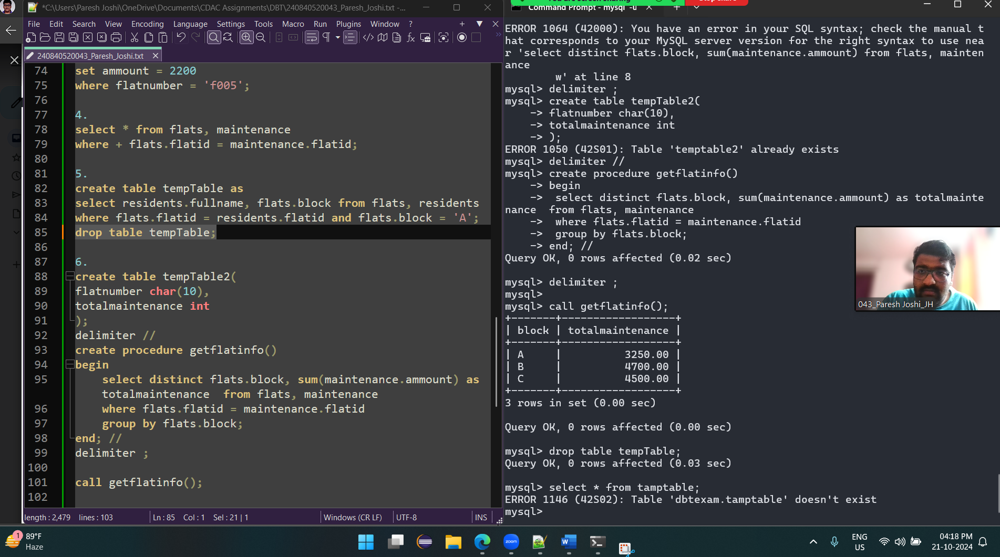 *C:\Users\Paresh Joshi\OneDrive\Documents\CDAC Assignments\DBT\240840520043_Paresh_Joshi.txt -...
File Edit Search View Encoding Language Settings Tools Macro Run Plugins Window ?
240840520043_Paresh_Joshi.txt
74 set ammount = 2200
75 where flatnumber = 'f005';
76
77 4.
78 select * from flats, maintenance
79 where + flats.flatid = maintenance.flatid;
80
81 5.
82 create table tempTable as
83 select residents.fullname, flats.block from flats, residents
84 where flats.flatid = residents.flatid and flats.block = 'A';
85 drop table tempTable;
86
87 6.
88 create table tempTable2(
89 flatnumber char(10),
90 totalmaintenance int
91 );
92 delimiter //
93 create procedure getflatinfo()
94 begin
95 select distinct flats.block, sum(maintenance.ammount) as
totalmaintenance  from flats, maintenance
96 where flats.flatid = maintenance.flatid
97 group by flats.block;
98 end; //
99 delimiter ;
100
101 call getflatinfo();
102
length : 2,479 lines : 103 Ln : 85 Col : 1 Sel : 21 | 1 Windows (CR LF) UTF-8 INS
Command Prompt - mysql -u
ERROR 1064 (42000): You have an error in your SQL syntax; check the manual t
hat corresponds to your MySQL server version for the right syntax to use nea
r 'select distinct flats.block, sum(maintenance.ammount) from flats, mainten
ance
w' at line 8
mysql> delimiter ;
mysql> create table tempTable2(
-> flatnumber char(10),
-> totalmaintenance int
-> );
ERROR 1050 (42S01): Table 'temptable2' already exists
mysql> delimiter //
mysql> create procedure getflatinfo()
-> begin
->  select distinct flats.block, sum(maintenance.ammount) as totalmainte
nance  from flats, maintenance
->  where flats.flatid = maintenance.flatid
->  group by flats.block;
-> end; //
Query OK, 0 rows affected (0.02 sec)
mysql> delimiter ;
mysql>
mysql> call getflatinfo();
+-------+------------------+
| block | totalmaintenance |
+-------+------------------+
| A     |          3250.00 |
| B     |          4700.00 |
| C     |          4500.00 |
+-------+------------------+
3 rows in set (0.00 sec)
Query OK, 0 rows affected (0.00 sec)
mysql> drop table tempTable;
Query OK, 0 rows affected (0.03 sec)
mysql> select * from tamptable;
ERROR 1146 (42S02): Table 'dbtexam.tamptable' doesn't exist
mysql>
043_Paresh Joshi_JH
1 89°F
Haze
zoom
W
ENG
US
04:18 PM
21-10-2024